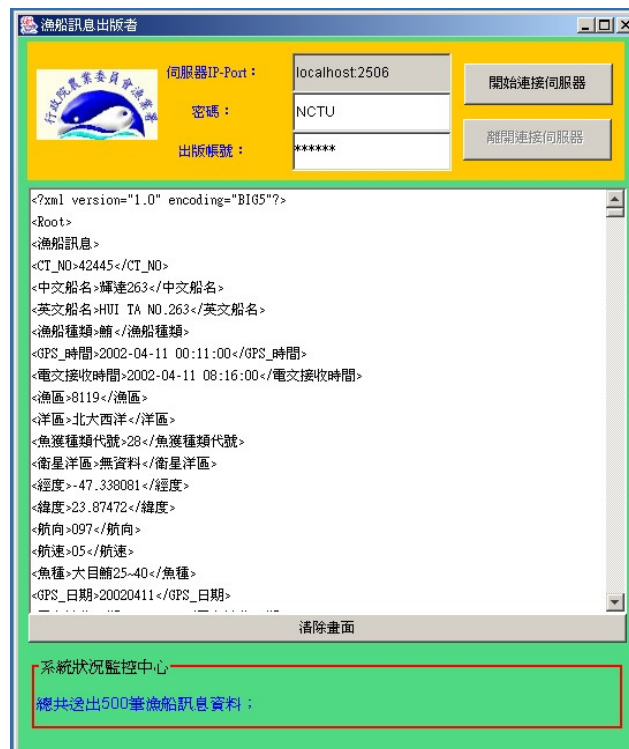 漁船訊息出版者
行政院農業委員會漁業署
伺服器IP-Port：
localhost:2506
開始連接伺服器
密碼：
NCTU
出版帳號：
******
離開連接伺服器
<?xml version="1.0" encoding="BIG5"?>
<Root>
<漁船訊息>
<CT_NO>42445</CT_NO>
<中文船名>輝達263</中文船名>
<英文船名>HUI TA NO.263</英文船名>
<漁船種類>鮪</漁船種類>
<GPS_時間>2002-04-11 00:11:00</GPS_時間>
<電文接收時間>2002-04-11 08:16:00</電文接收時間>
<漁區>8119</漁區>
<洋區>北大西洋</洋區>
<魚獲種類代號>28</魚獲種類代號>
<衛星洋區>無資料</衛星洋區>
<經度>-47.338081</經度>
<緯度>23.87472</緯度>
<航向>097</航向>
<航速>05</航速>
<魚種>大目鮪25~40</魚種>
<GPS_日期>20020411</GPS_日期>
清除畫面
系統狀況監控中心
總共送出500筆漁船訊息資料；